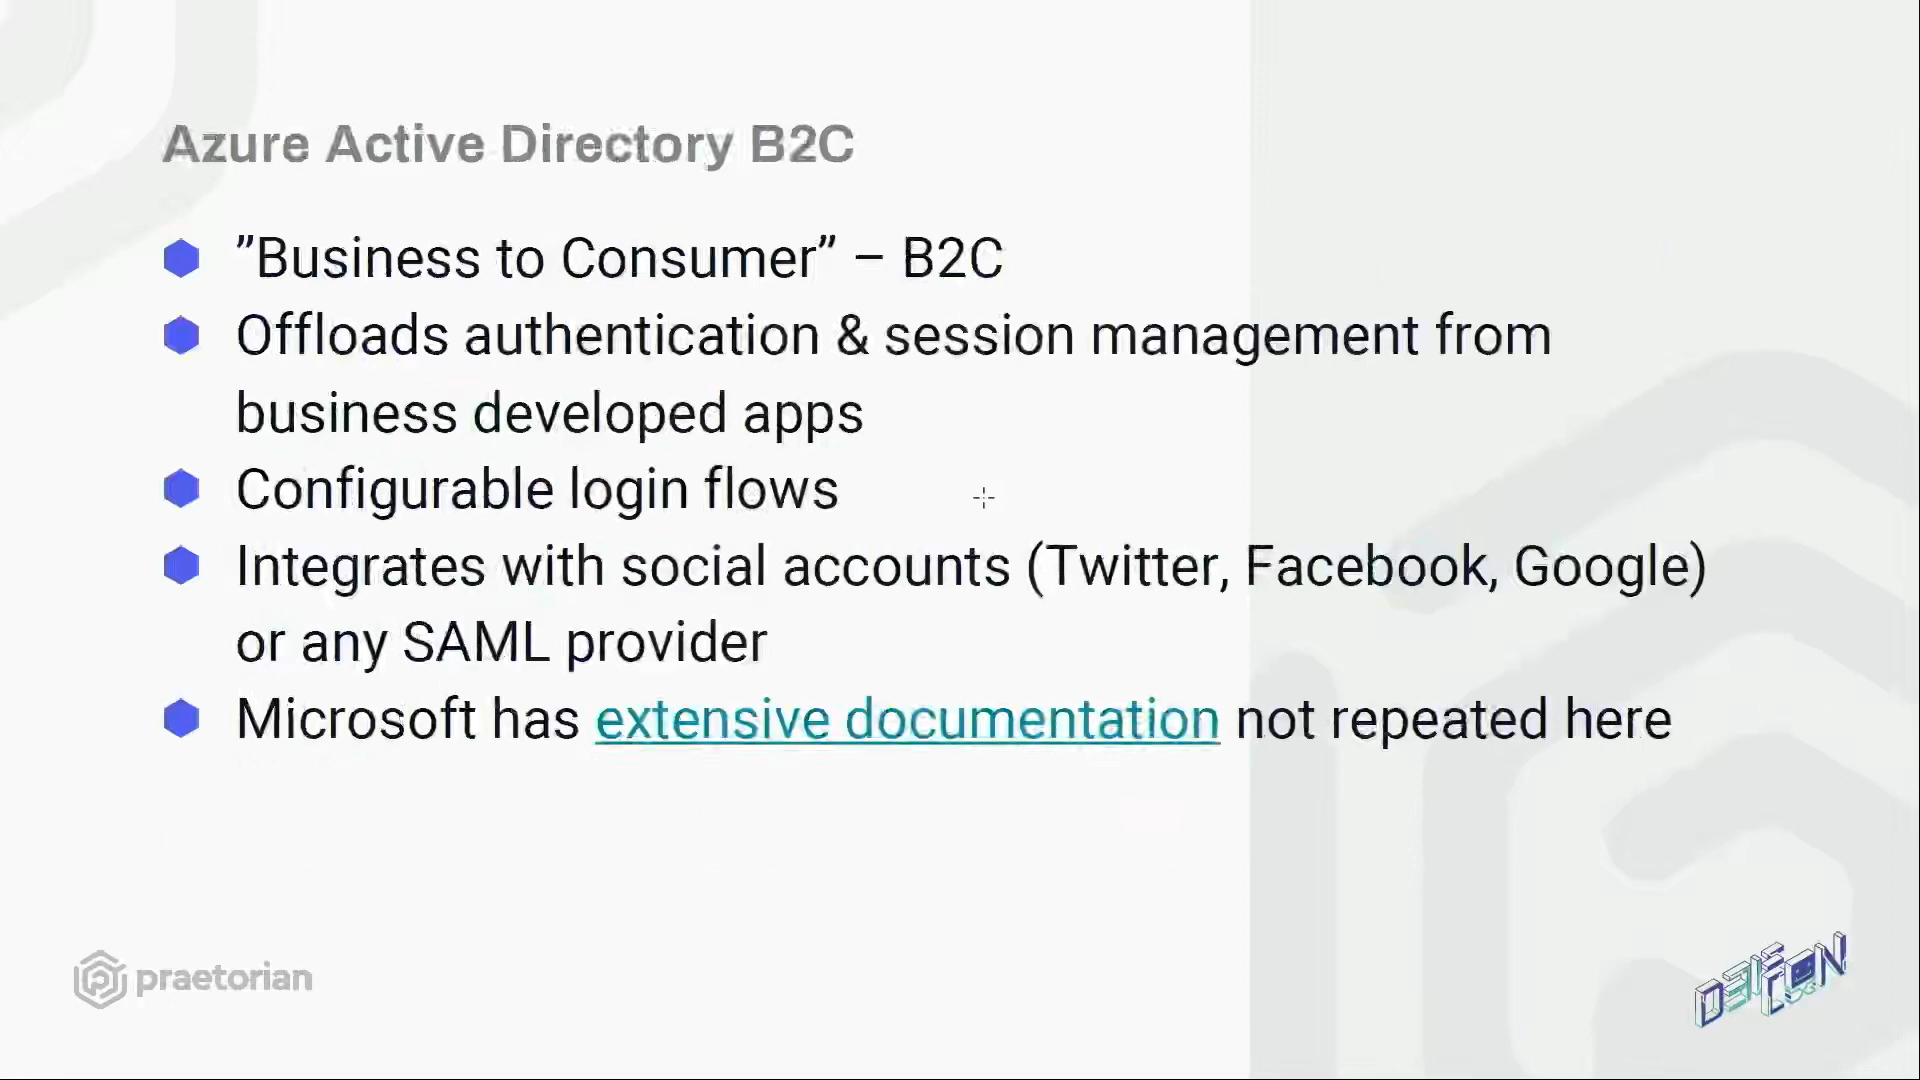 Azure Active Directory B2C
”Business to Consumer” – B2C
Offloads authentication & session management from
business developed apps
Configurable login flows
Integrates with social accounts (Twitter, Facebook, Google)
or any SAML provider
Microsoft has extensive documentation not repeated here
praetorian
DEF CON